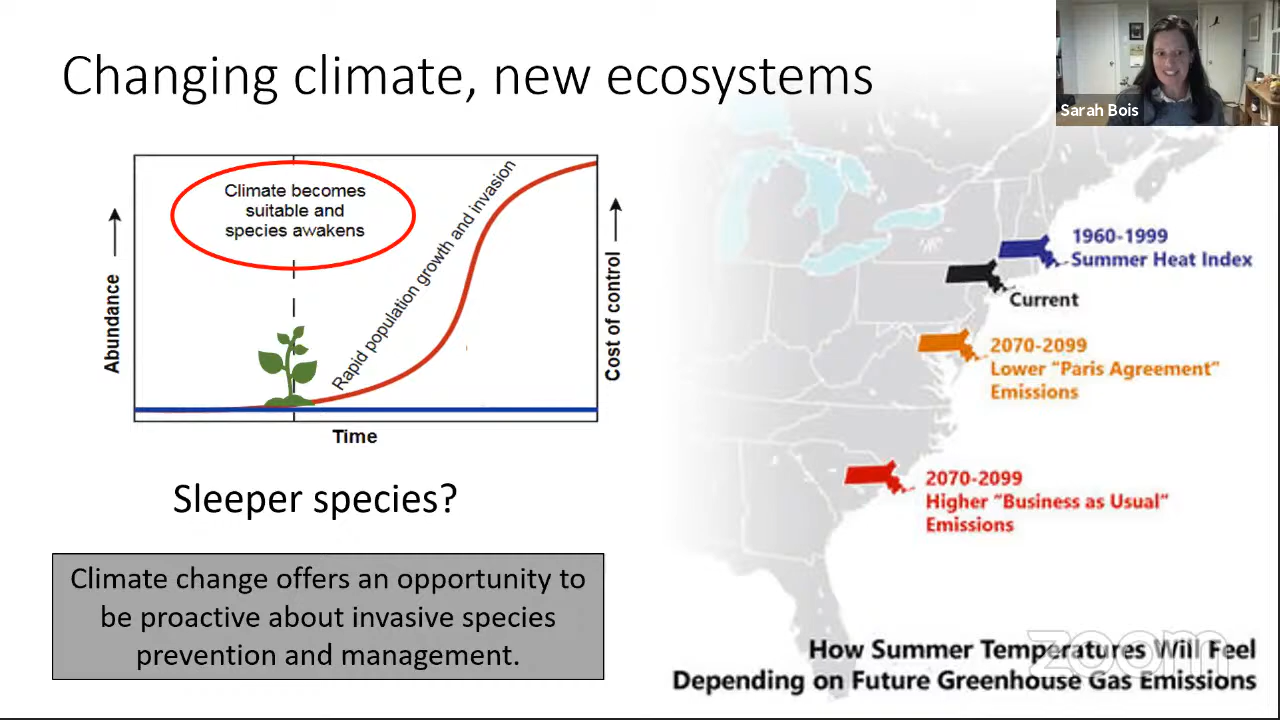 Changing climate, new ecosystems
Sarah Bois
Climate becomes
suitable and
species awakens
Rapid population growth and invasion
Abundance
Cost of control
Time
Sleeper species?
Climate change offers an opportunity to
be proactive about invasive species
prevention and management.
1960-1999
Summer Heat Index
Current
2070-2099
Lower “Paris Agreement”
Emissions
2070-2099
Higher “Business as Usual”
Emissions
How Summer Temperatures Will Feel
Depending on Future Greenhouse Gas Emissions
zoom